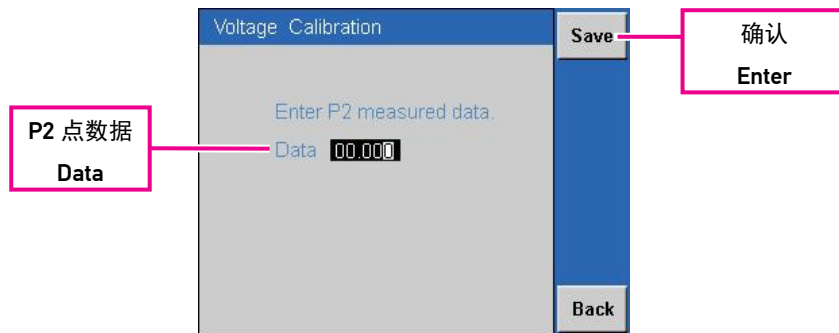 Voltage Calibration
Save
确认
Enter
Enter P2 measured data.
P2 点数据
Data
Data 00.000
Back